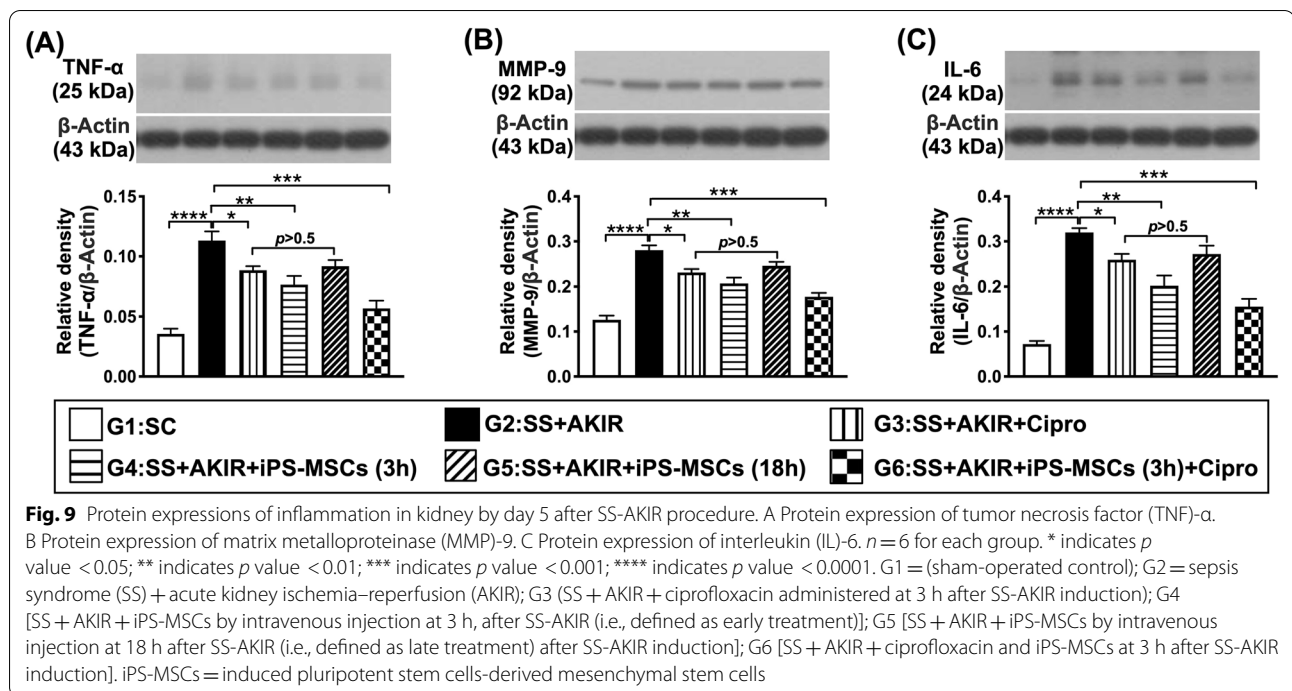 (A)
TNF-α
(25 kDa)
β-Actin
(43 kDa)
Relative density
(TNF-α/β-Actin)
0.15
0.10
0.05
0.00
****
*
**
***
p>0.5
(B)
MMP-9
(92 kDa)
β-Actin
(43 kDa)
Relative density
(MMP-9/β-Actin)
0.4
0.3
0.2
0.1
0.0
****
*
**
***
p>0.5
(C)
IL-6
(24 kDa)
β-Actin
(43 kDa)
Relative density
(IL-6/β-Actin)
0.4
0.3
0.2
0.1
0.0
****
*
**
***
p>0.5
G1:SC
G2:SS+AKIR
G3:SS+AKIR+Cipro
G4:SS+AKIR+iPS-MSCs (3h)
G5:SS+AKIR+iPS-MSCs (18h)
G6:SS+AKIR+iPS-MSCs (3h)+Cipro
Fig. 9 Protein expressions of inflammation in kidney by day 5 after SS-AKIR procedure. A Protein expression of tumor necrosis factor (TNF)-α.
B Protein expression of matrix metalloproteinase (MMP)-9. C Protein expression of interleukin (IL)-6. n = 6 for each group. * indicates p
value < 0.05; ** indicates p value < 0.01; *** indicates p value < 0.001; **** indicates p value < 0.0001. G1 = (sham-operated control); G2 = sepsis
syndrome (SS) + acute kidney ischemia–reperfusion (AKIR); G3 (SS + AKIR + ciprofloxacin administered at 3 h after SS-AKIR induction); G4
[SS + AKIR + iPS-MSCs by intravenous injection at 3 h, after SS-AKIR (i.e., defined as early treatment)]; G5 [SS + AKIR + iPS-MSCs by intravenous
injection at 18 h after SS-AKIR (i.e., defined as late treatment) after SS-AKIR induction]; G6 [SS + AKIR + ciprofloxacin and iPS-MSCs at 3 h after SS-AKIR
induction]. iPS-MSCs = induced pluripotent stem cells-derived mesenchymal stem cells